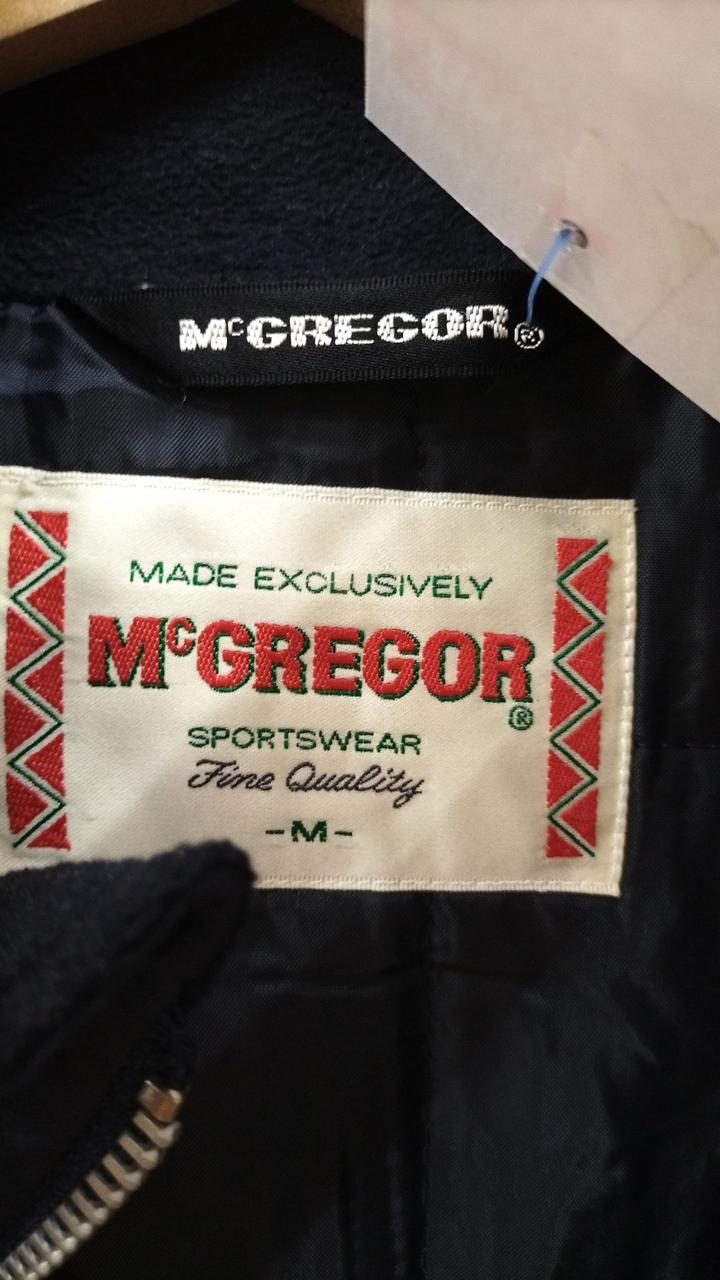 McGREGOR®
MADE EXCLUSIVELY
McGREGOR
®
SPORTSWEAR
Fine Quality
-M-